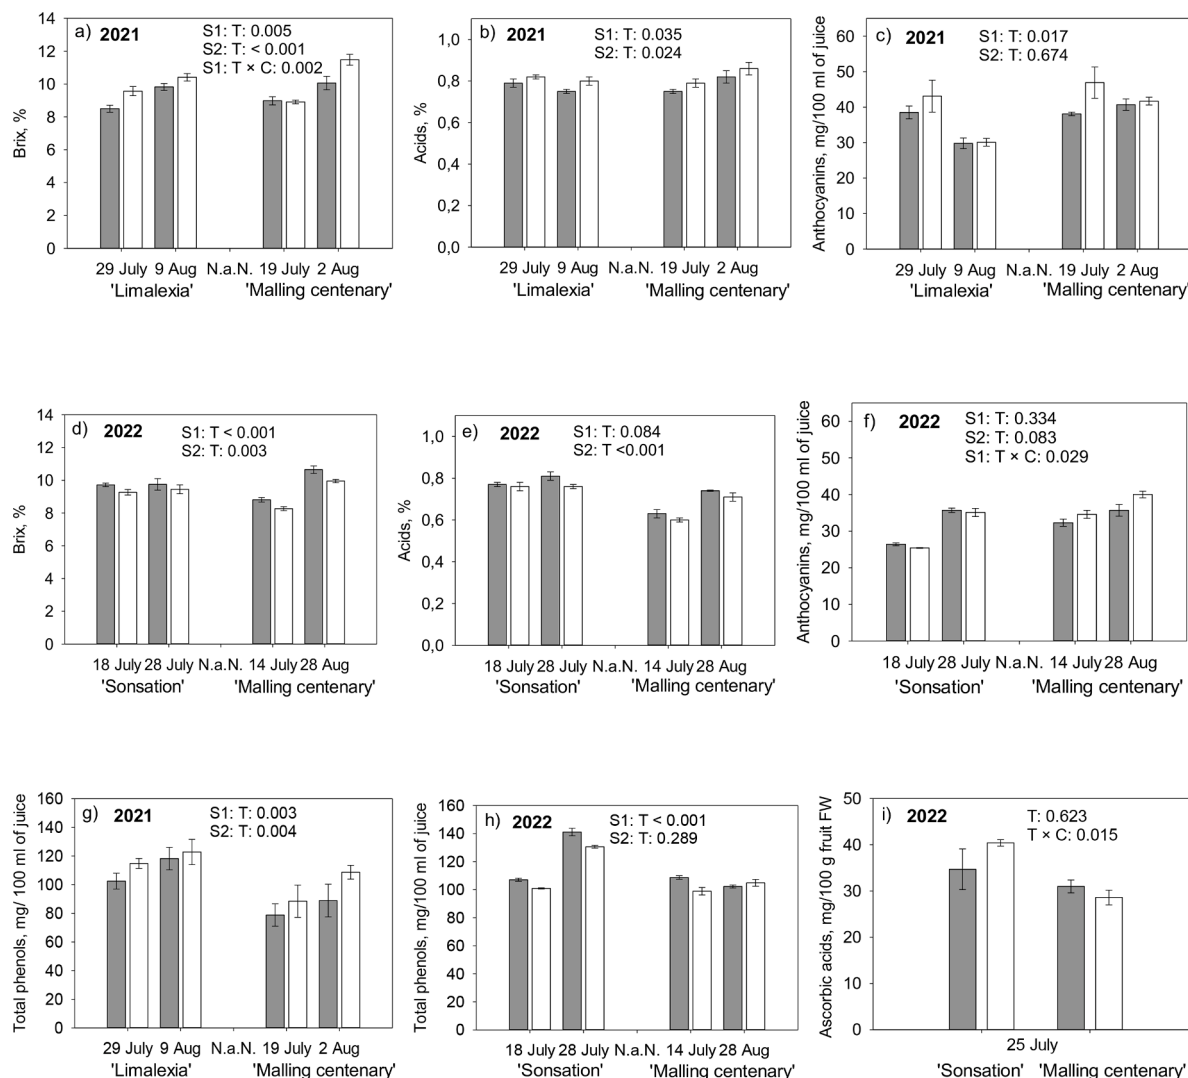 a) 2021
S1: T: 0.005
S2: T: < 0.001
S1: T × C: 0.002
Brix, %
14
12
10
8
6
4
2
0
29 July 9 Aug N.a.N. 19 July 2 Aug
'Limalexia' 'Malling centenary'
b) 2021
S1: T: 0.035
S2: T: 0.024
Acids, %
1,0
0,8
0,6
0,4
0,2
0,0
29 July 9 Aug N.a.N. 19 July 2 Aug
'Limalexia' 'Malling centenary'
c) 2021
S1: T: 0.017
S2: T: 0.674
Anthocyanins, mg/100 ml of juice
60
50
40
30
20
10
0
29 July 9 Aug N.a.N. 19 July 2 Aug
'Limalexia' 'Malling centenary'
d) 2022
S1: T < 0.001
S2: T: 0.003
Brix, %
14
12
10
8
6
4
2
0
18 July 28 July N.a.N. 14 July 28 Aug
'Sonsation' 'Malling centenary'
e) 2022
S1: T: 0.084
S2: T <0.001
Acids, %
1,0
0,8
0,6
0,4
0,2
0,0
18 July 28 July N.a.N. 14 July 28 Aug
'Sonsation' 'Malling centenary'
f) 2022
S1: T: 0.334
S2: T: 0.083
S1: T × C: 0.029
Anthocyanins, mg/100 ml of juice
60
50
40
30
20
10
0
18 July 28 July N.a.N. 14 July 28 Aug
'Sonsation' 'Malling centenary'
g) 2021
S1: T: 0.003
S2: T: 0.004
Total phenols, mg/ 100 ml of juice
160
140
120
100
80
60
40
20
0
29 July 9 Aug N.a.N. 19 July 2 Aug
'Limalexia' 'Malling centenary'
h) 2022
S1: T < 0.001
S2: T: 0.289
Total phenols, mg/100 ml of juice
160
140
120
100
80
60
40
20
0
18 July 28 July N.a.N. 14 July 28 Aug
'Sonsation' 'Malling centenary'
i) 2022
T: 0.623
T × C: 0.015
Ascorbic acids, mg/100 g fruit FW
50
40
30
20
10
0
25 July
'Sonsation' 'Malling centenary'